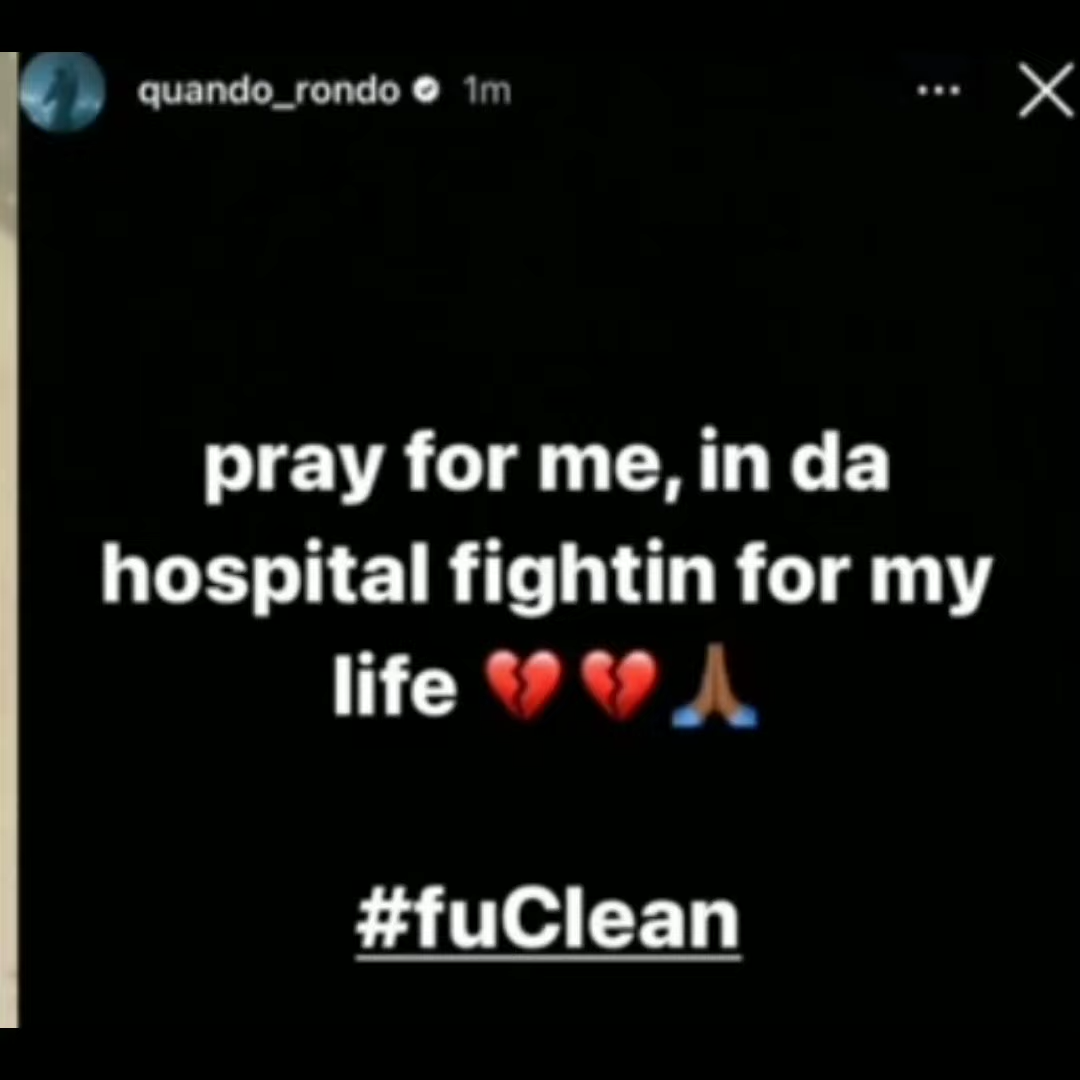 quando_rondo 1m
pray for me, in da
hospital fightin for my
life 💔💔🙏🏾
#fuClean